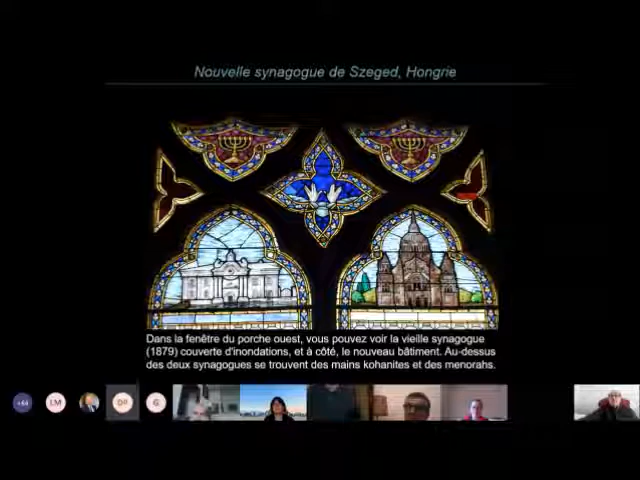 Nouvelle synagogue de Szeged, Hongrie
Dans la fenêtre du porche ouest, vous pouvez voir la vieille synagogue
(1879) couverte d'inondations, et à côté, le nouveau bâtiment. Au-dessus
des deux synagogues se trouvent des mains kohanites et des menorahs.
LM
G